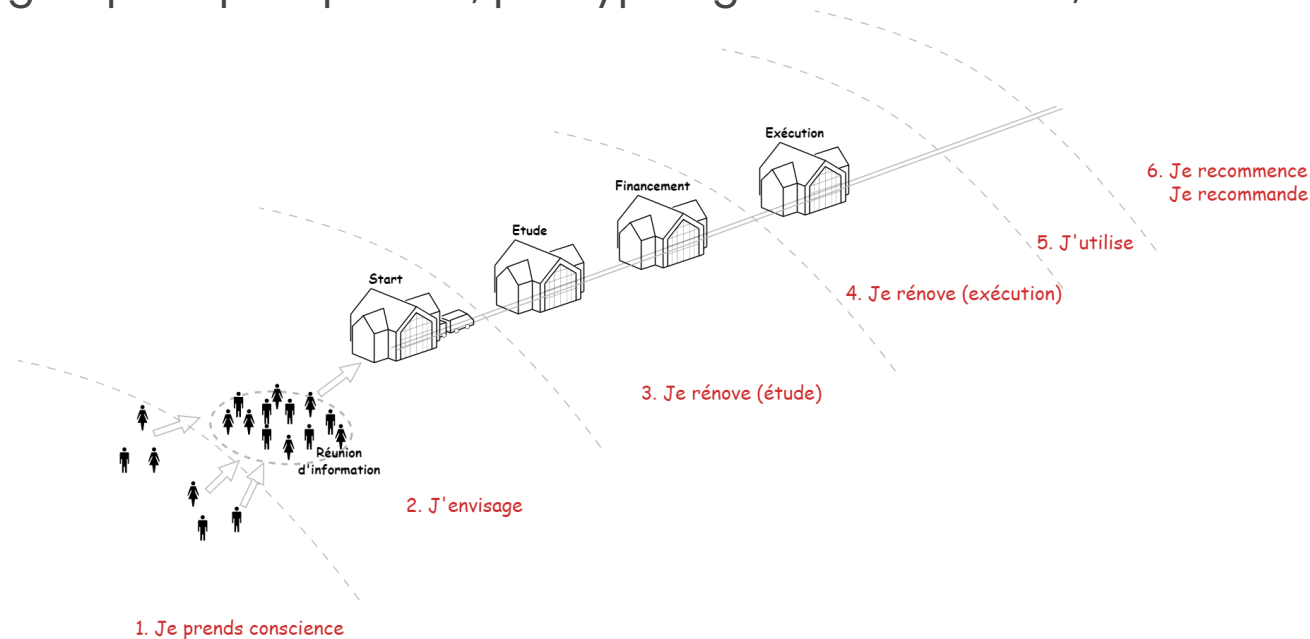 Exécution
Financement
Etude
Start
Réunion
d'information
1. Je prends conscience
2. J'envisage
3. Je rénove (étude)
4. Je rénove (exécution)
5. J'utilise
6. Je recommence
Je recommande